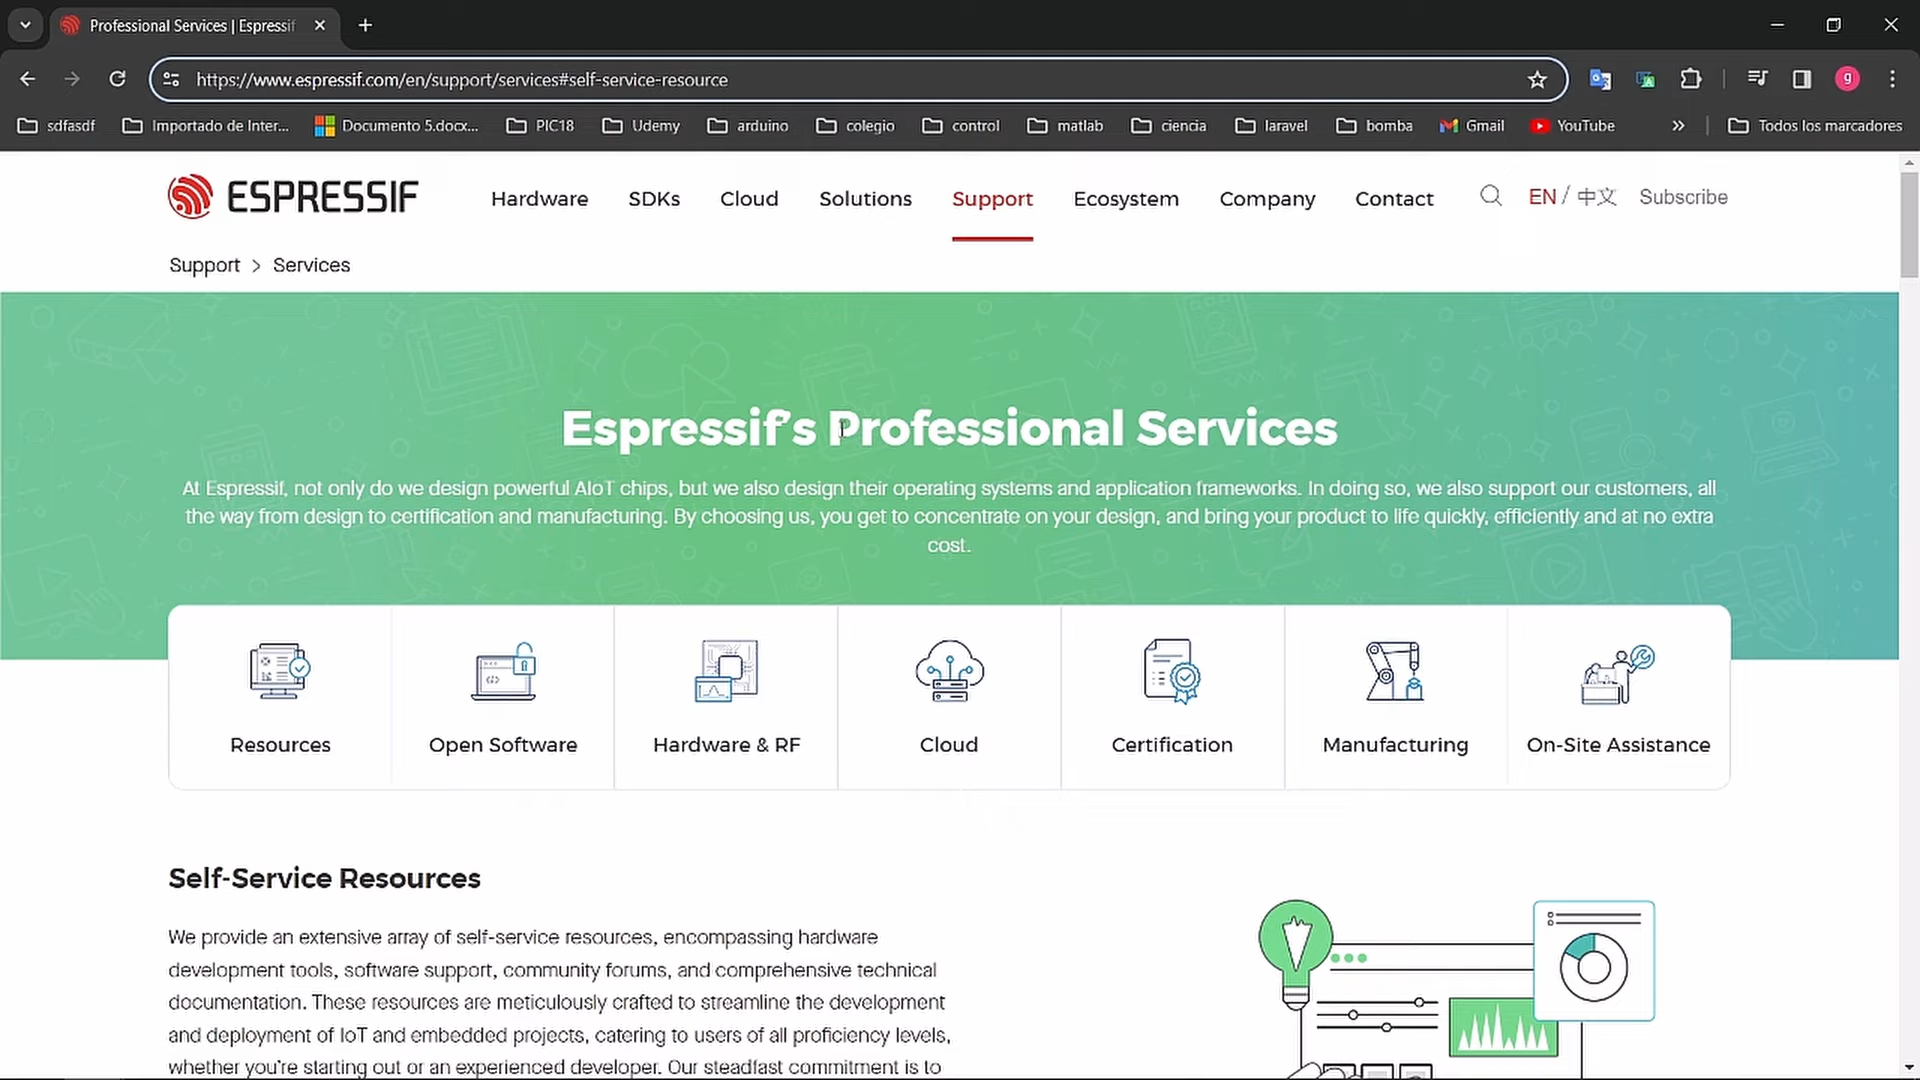 Professional Services | Espressif
https://www.espressif.com/en/support/services#self-service-resource
g
sdfasdf Importado de Inter... Documento 5.docx... PIC18 Udemy arduino colegio control matlab ciencia laravel bomba Gmail YouTube » Todos los marcadores
ESPRESSIF Hardware SDKs Cloud Solutions Support Ecosystem Company Contact EN / 中文 Subscribe
Support > Services
Espressif's Professional Services
At Espressif, not only do we design powerful AIoT chips, but we also design their operating systems and application frameworks. In doing so, we also support our customers, all
the way from design to certification and manufacturing. By choosing us, you get to concentrate on your design, and bring your product to life quickly, efficiently and at no extra
cost.
Resources Open Software Hardware & RF Cloud Certification Manufacturing On-Site Assistance
Self-Service Resources
We provide an extensive array of self-service resources, encompassing hardware
development tools, software support, community forums, and comprehensive technical
documentation. These resources are meticulously crafted to streamline the development
and deployment of IoT and embedded projects, catering to users of all proficiency levels,
whether you're starting out or an experienced developer. Our steadfast commitment is to